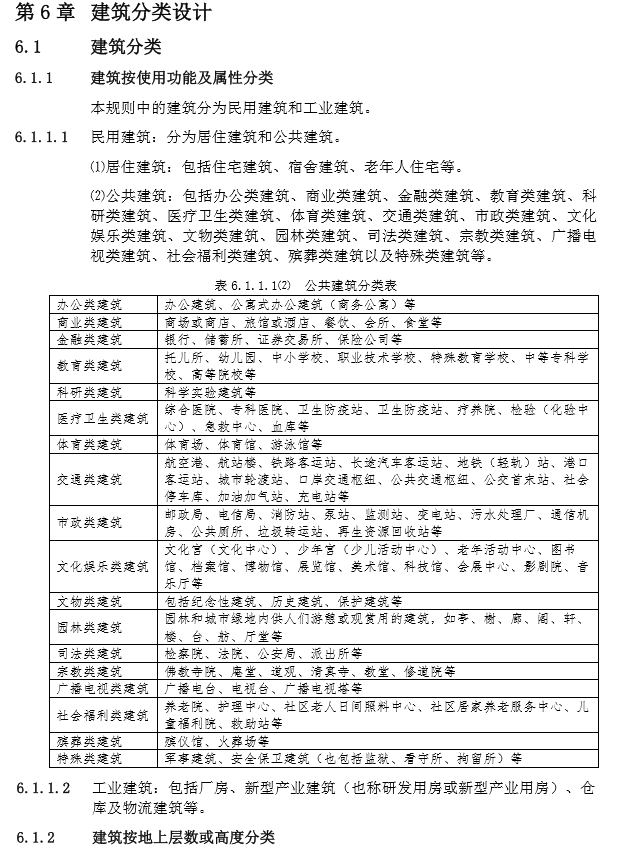 第 6 章 建筑分类设计
6.1 建筑分类
6.1.1 建筑按使用功能及属性分类
本规则中的建筑分为民用建筑和工业建筑。
6.1.1.1 民用建筑：分为居住建筑和公共建筑。
⑴居住建筑：包括住宅建筑、宿舍建筑、老年人住宅等。
⑵公共建筑：包括办公类建筑、商业类建筑、金融类建筑、教育类建筑、科
研类建筑、医疗卫生类建筑、体育类建筑、交通类建筑、市政类建筑、文化
娱乐类建筑、文物类建筑、园林类建筑、司法类建筑、宗教类建筑、广播电
视类建筑、社会福利类建筑、殡葬类建筑以及特殊类建筑等。
表 6.1.1.1⑵ 公共建筑分类表
办公类建筑 办公建筑、公寓式办公建筑（商务公寓）等
商业类建筑 商场或商店、旅馆或酒店、餐饮、会所、食堂等
金融类建筑 银行、储蓄所、证券交易所、保险公司等
教育类建筑 托儿所、幼儿园、中小学校、职业技术学校、特殊教育学校、中等专科学
校、高等院校等
科研类建筑 科学实验建筑等
医疗卫生类建筑 综合医院、专科医院、卫生防疫站、卫生防疫站、疗养院、检验（化验中
心）、急救中心、血库等
体育类建筑 体育场、体育馆、游泳馆等
交通类建筑 航空港、航站楼、铁路客运站、长途汽车客运站、地铁（轻轨）站、港口
客运站、城市轮渡站、口岸交通枢纽、公共交通枢纽、公交首末站、社会
停车库、加油加气站、充电站等
市政类建筑 邮政局、电信局、消防站、泵站、监测站、变电站、污水处理厂、通信机
房、公共厕所、垃圾转运站、再生资源回收站等
文化娱乐类建筑 文化宫（文化中心）、少年宫（少儿活动中心）、老年活动中心、图书
馆、档案馆、博物馆、展览馆、美术馆、科技馆、会展中心、影剧院、音
乐厅等
文物类建筑 包括纪念性建筑、历史建筑、保护建筑等
园林类建筑 园林和城市绿地内供人们游憩或观赏用的建筑，如亭、榭、廊、阁、轩、
楼、台、舫、厅堂等
司法类建筑 检察院、法院、公安局、派出所等
宗教类建筑 佛教寺院、庵堂、道观、清真寺、教堂、修道院等
广播电视类建筑 广播电台、电视台、广播电视塔等
社会福利类建筑 养老院、护理中心、社区老人日间照料中心、社区居家养老服务中心、儿
童福利院、救助站等
殡葬类建筑 殡仪馆、火葬场等
特殊类建筑 军事建筑、安全保卫建筑（也包括监狱、看守所、拘留所）等
6.1.1.2 工业建筑：包括厂房、新型产业建筑（也称研发用房或新型产业用房）、仓
库及物流建筑等。
6.1.2 建筑按地上层数或高度分类